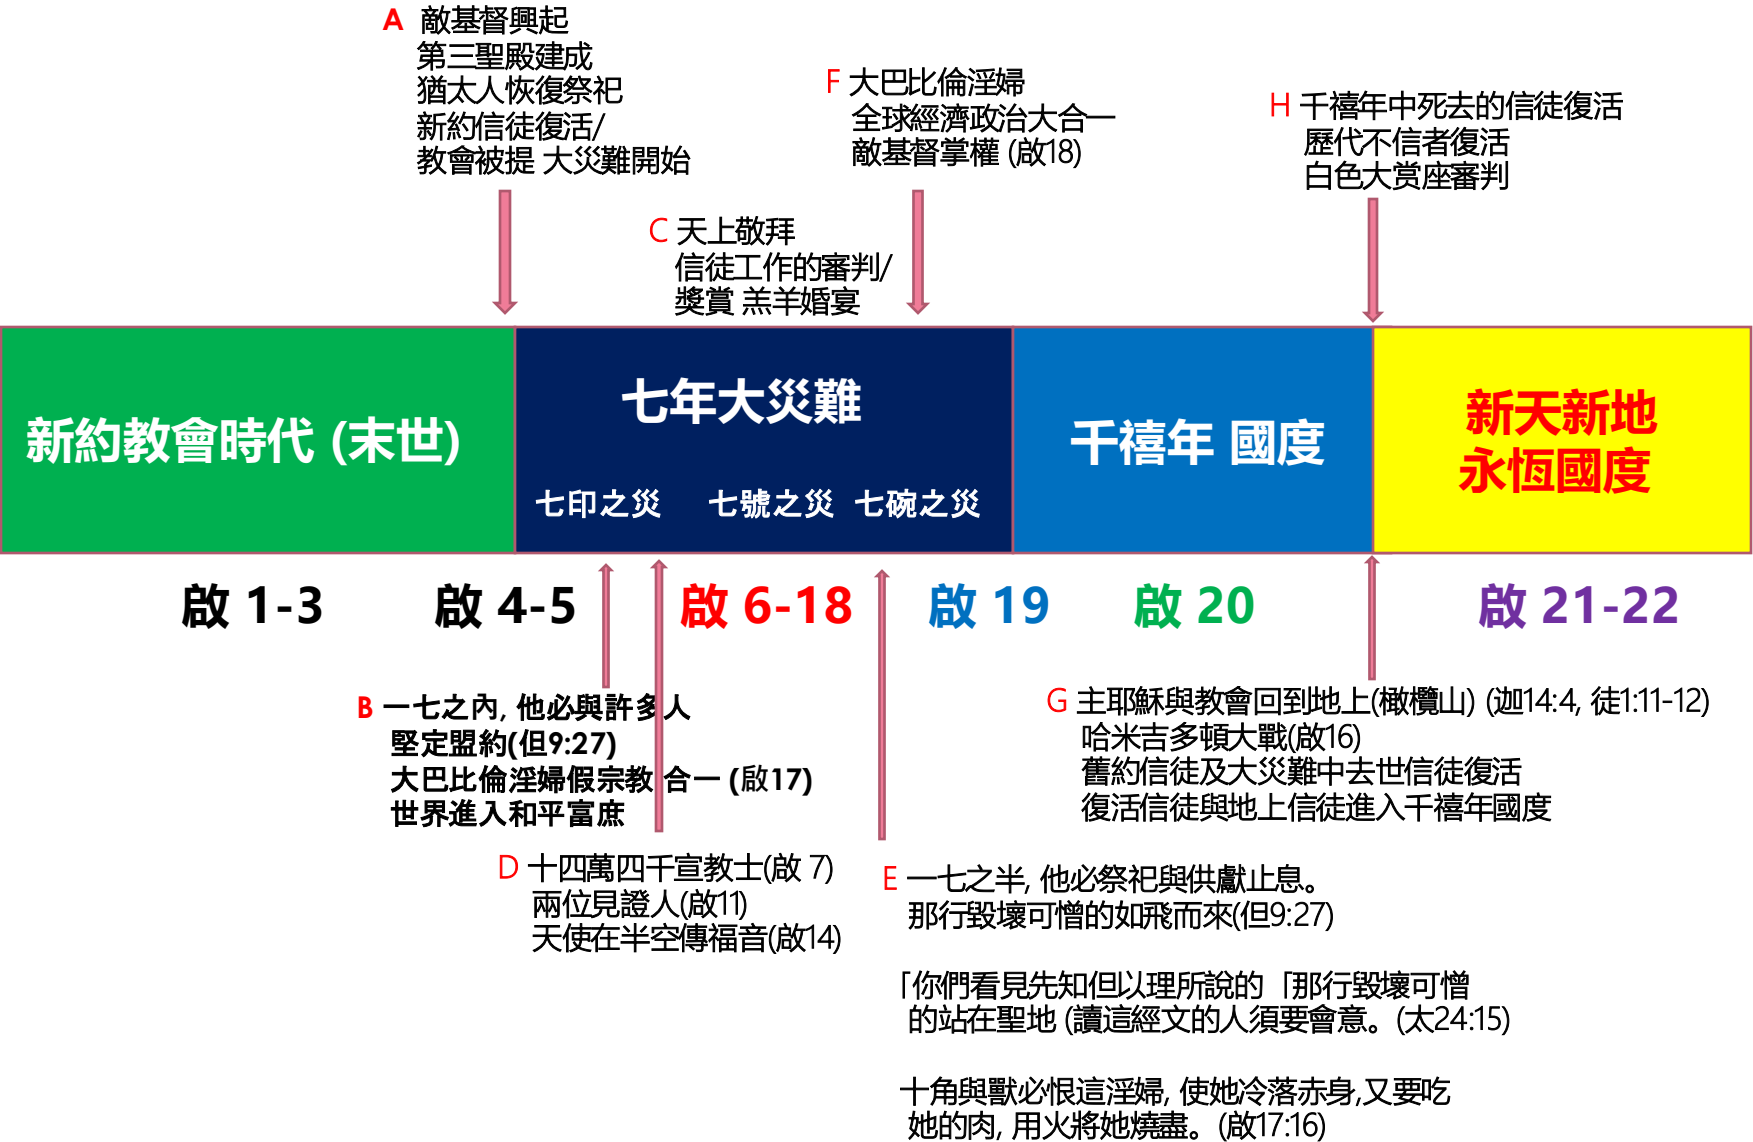 A 敵基督興起
第三聖殿建成
猶太人恢復祭祀
新約信徒復活/
教會被提 大災難開始
F 大巴比倫淫婦
全球經濟政治大合一
敵基督掌權 (啟18)
H 千禧年中死去的信徒復活
歷代不信者復活
白色大赏座審判
C 天上敬拜
信徒工作的審判/
獎賞 羔羊婚宴
新約教會時代 (末世)
七年大災難
七印之災 七號之災 七碗之災
千禧年 國度
新天新地
永恆國度
啟 1-3 啟 4-5 啟 6-18 啟 19 啟 20 啟 21-22
B 一七之內, 他必與許多人
堅定盟約(但9:27)
大巴比倫淫婦假宗教 合一 (啟17)
世界進入和平富庶
G 主耶穌與教會回到地上(橄欖山) (迦14:4, 徒1:11-12)
哈米吉多頓大戰(啟16)
舊約信徒及大災難中去世信徒復活
復活信徒與地上信徒進入千禧年國度
D 十四萬四千宣教士(啟 7)
兩位見證人(啟11)
天使在半空傳福音(啟14)
E 一七之半, 他必祭祀與供獻止息。
那行毀壞可憎的如飛而來(但9:27)
「你們看見先知但以理所說的「那行毀壞可憎
的站在聖地 (讀這經文的人須要會意。(太24:15)
十角與獸必恨這淫婦, 使她冷落赤身,又要吃
她的肉, 用火將她燒盡。(啟17:16)